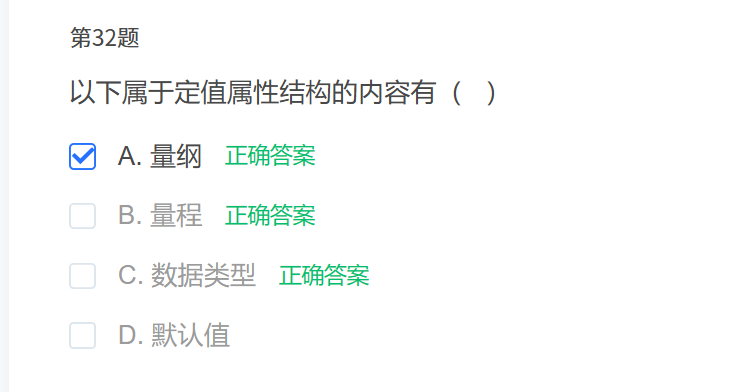 第32题
以下属于定值属性结构的内容有（　）
A. 量纲 正确答案
B. 量程 正确答案
C. 数据类型 正确答案
D. 默认值